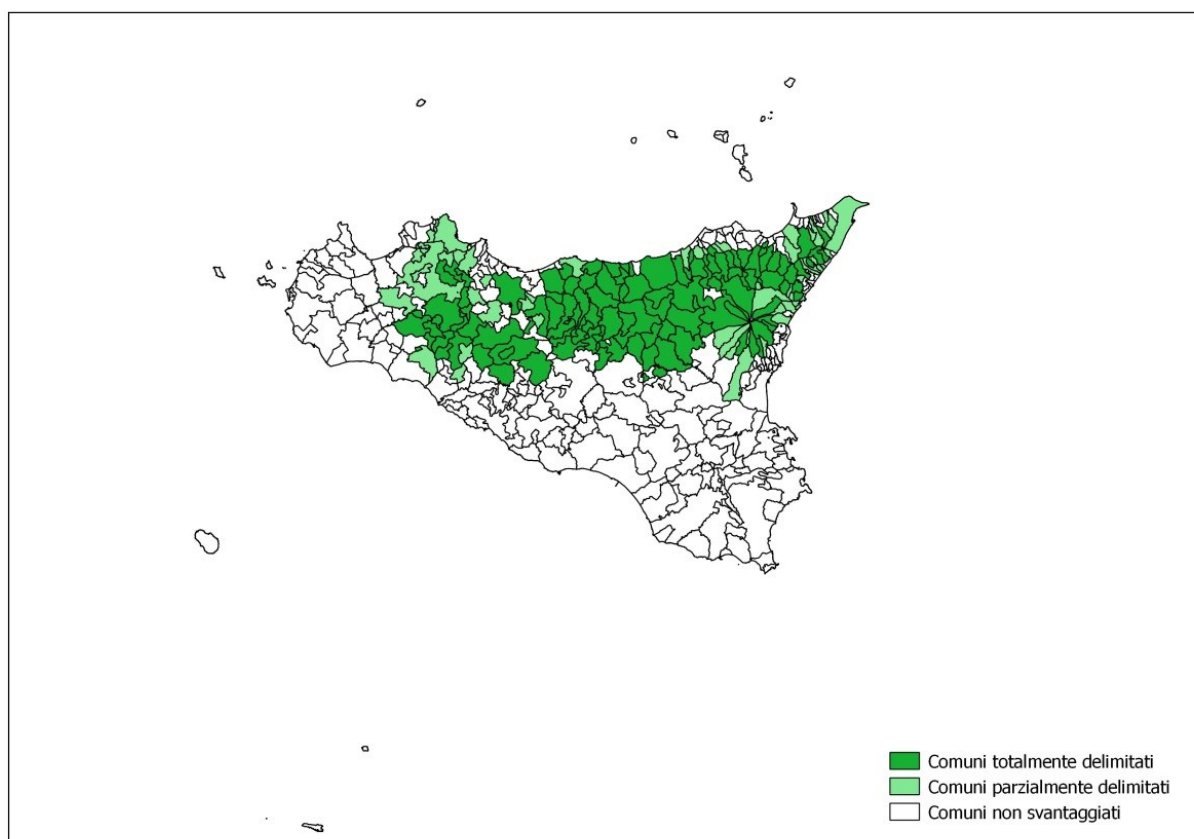 Comuni totalmente delimitati
Comuni parzialmente delimitati
Comuni non svantaggiati